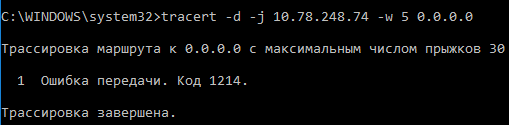 C:\WINDOWS\system32>tracert -d -j 10.78.248.74 -w 5 0.0.0.0
Трассировка маршрута к 0.0.0.0 с максимальным числом прыжков 30
1 Ошибка передачи. Код 1214.
Трассировка завершена.